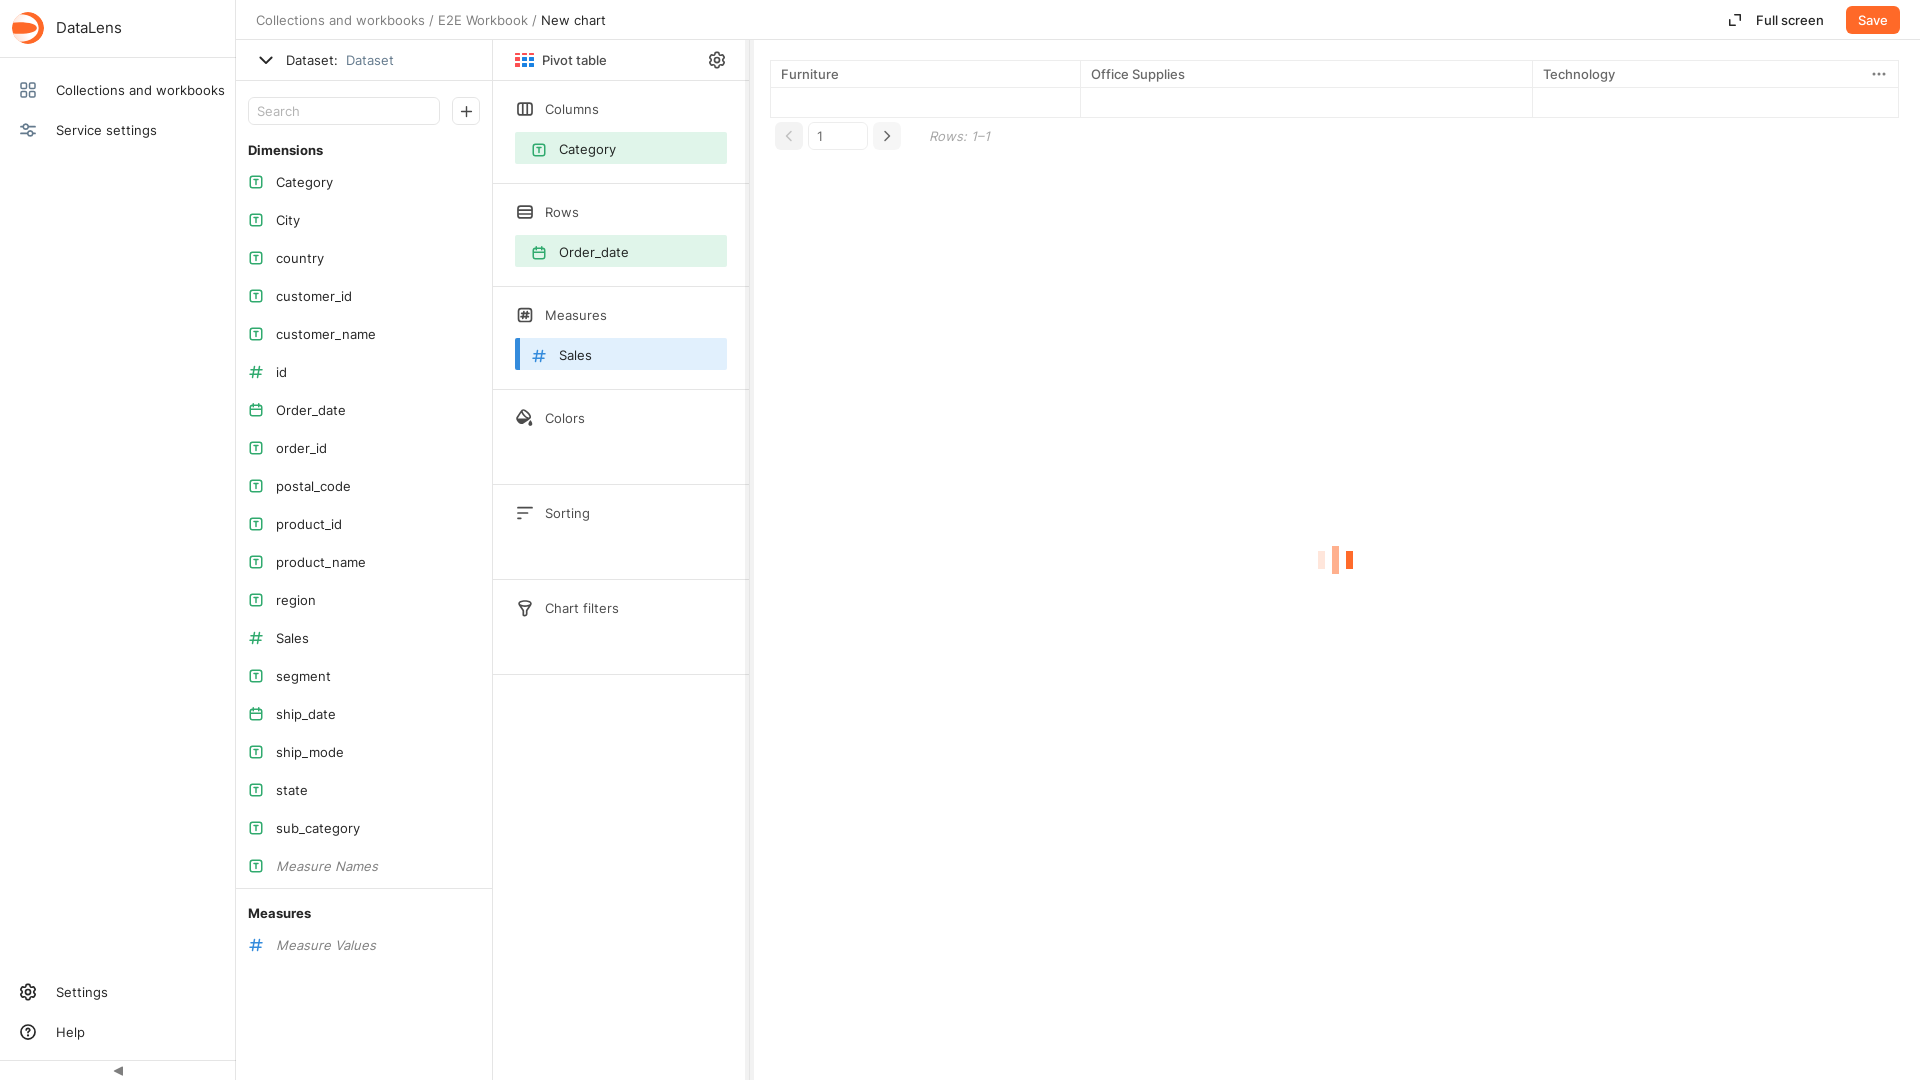 DataLens
Collections and workbooks
Service settings
Settings
Help
Collections and workbooks / E2E Workbook / New chart
Full screen
Save
Dataset: Dataset
Search
Dimensions
Category
City
country
customer_id
customer_name
id
Order_date
order_id
postal_code
product_id
product_name
region
Sales
segment
ship_date
ship_mode
state
sub_category
Measure Names
Measures
Measure Values
Pivot table
Columns
Category
Rows
Order_date
Measures
Sales
Colors
Sorting
Chart filters
Furniture Office Supplies Technology
1 Rows: 1–1